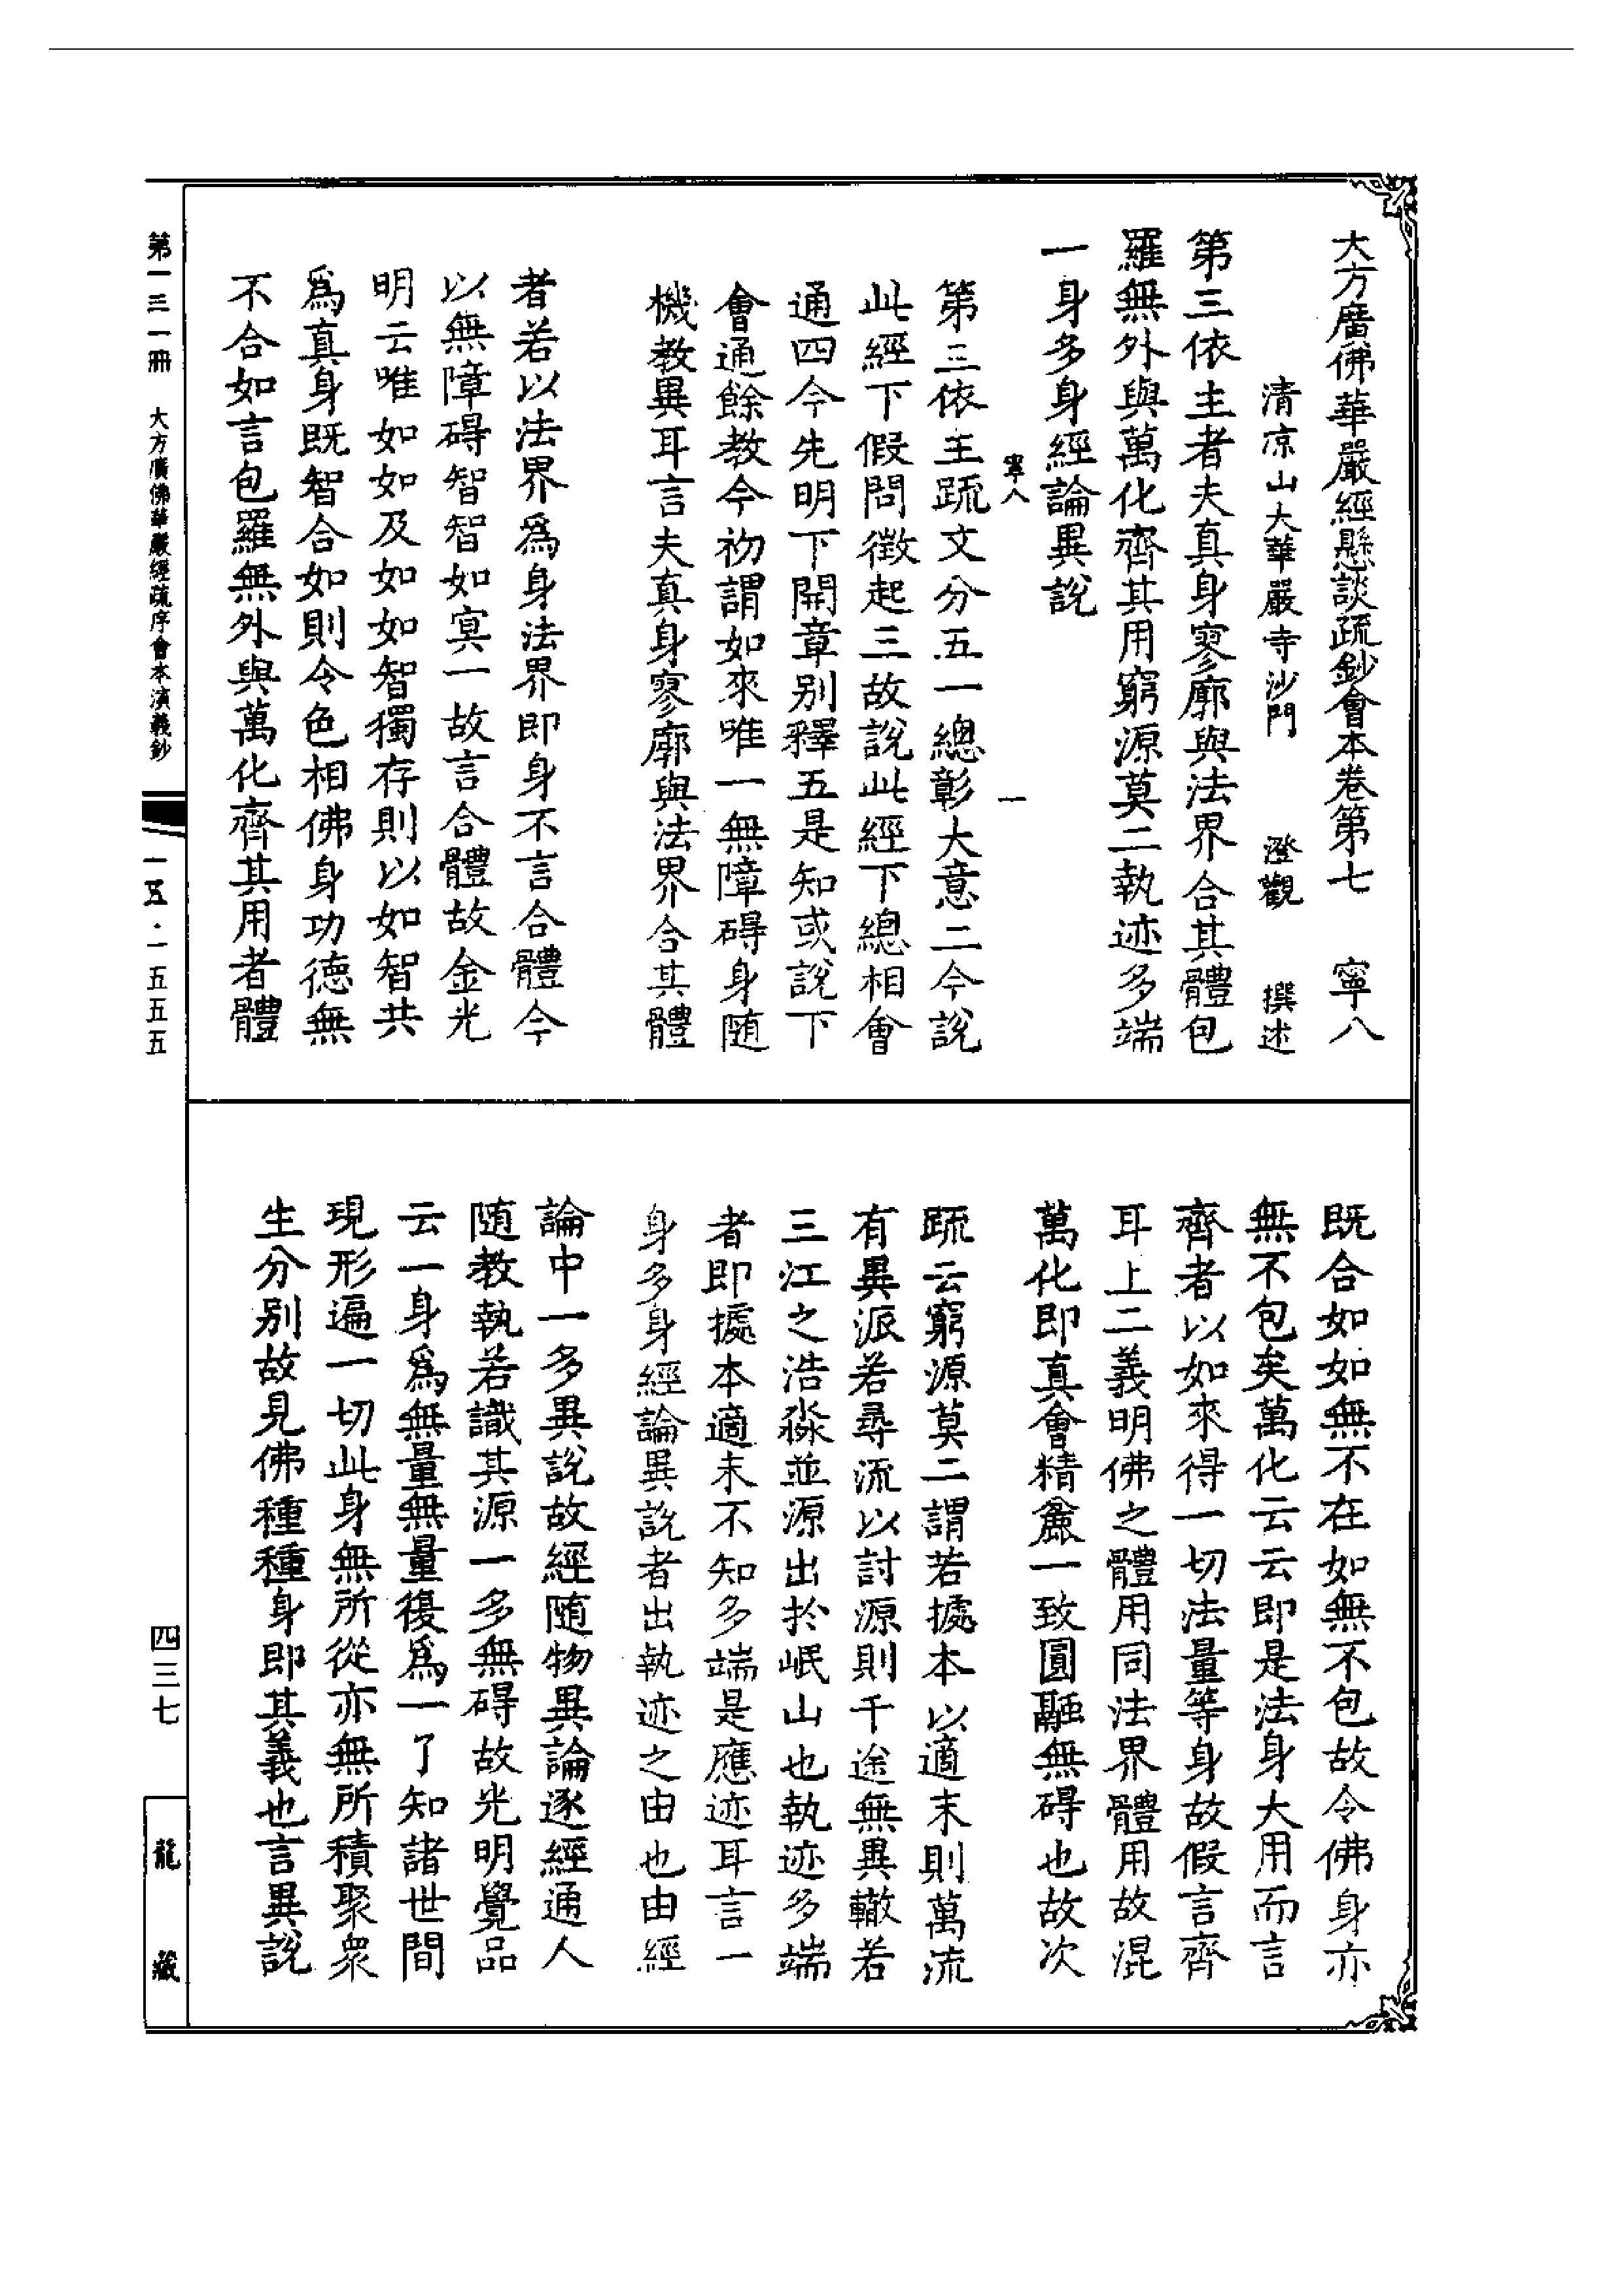 大方廣佛華嚴經懸談疏鈔會本卷第七　寧八
清凉山大華嚴寺沙門　澄觀　撰述
第三依主者夫真身寥廓與法界合其體包
羅無外與萬化齊其用窮源莫二執迹多端
一身多身經論異說
寧八　一
第三依主疏文分五一總彰大意二今說
此經下假問徵起三故說此經下總相會
通四今先明下開章别釋五是知或說下
會通餘教今初謂如來唯一無障碍身随
機教異耳言夫真身寥廓與法界合其體
者若以法界爲身法界即身不言合體今
以無障碍智智如冥一故言合體故金光
明云唯如如及如如智獨存則以如智共
爲真身既智合如則令色相佛身功德無
不合如言包羅無外與萬化齊其用者體
既合如如無不在如無不包故令佛身亦
無不包矣萬化云云即是法身大用而言
齊者以如來得一切法量等身故假言齊
耳上二義明佛之體用同法界體用故混
萬化即真會精麤一致圓融無碍也故次
疏云窮源莫二謂若據本以適末則萬流
有異派若尋流以討源則千途無異轍若
三江之浩淼並源出於岷山也執迹多端
者即據本適末不知多端是應迹耳言一
身多身經論異說者出執迹之由也由經
論中一多異說故經随物異論逐經通人
随教執若識其源一多無碍故光明覺品
云一身爲無量無量復爲一了知諸世間
現形遍一切此身無所從亦無所積聚衆
生分別故見佛種種身即其義也言異說
第一三一冊　大方廣佛華嚴經疏序會本演義鈔
一五・一五五五
四三七
龍藏